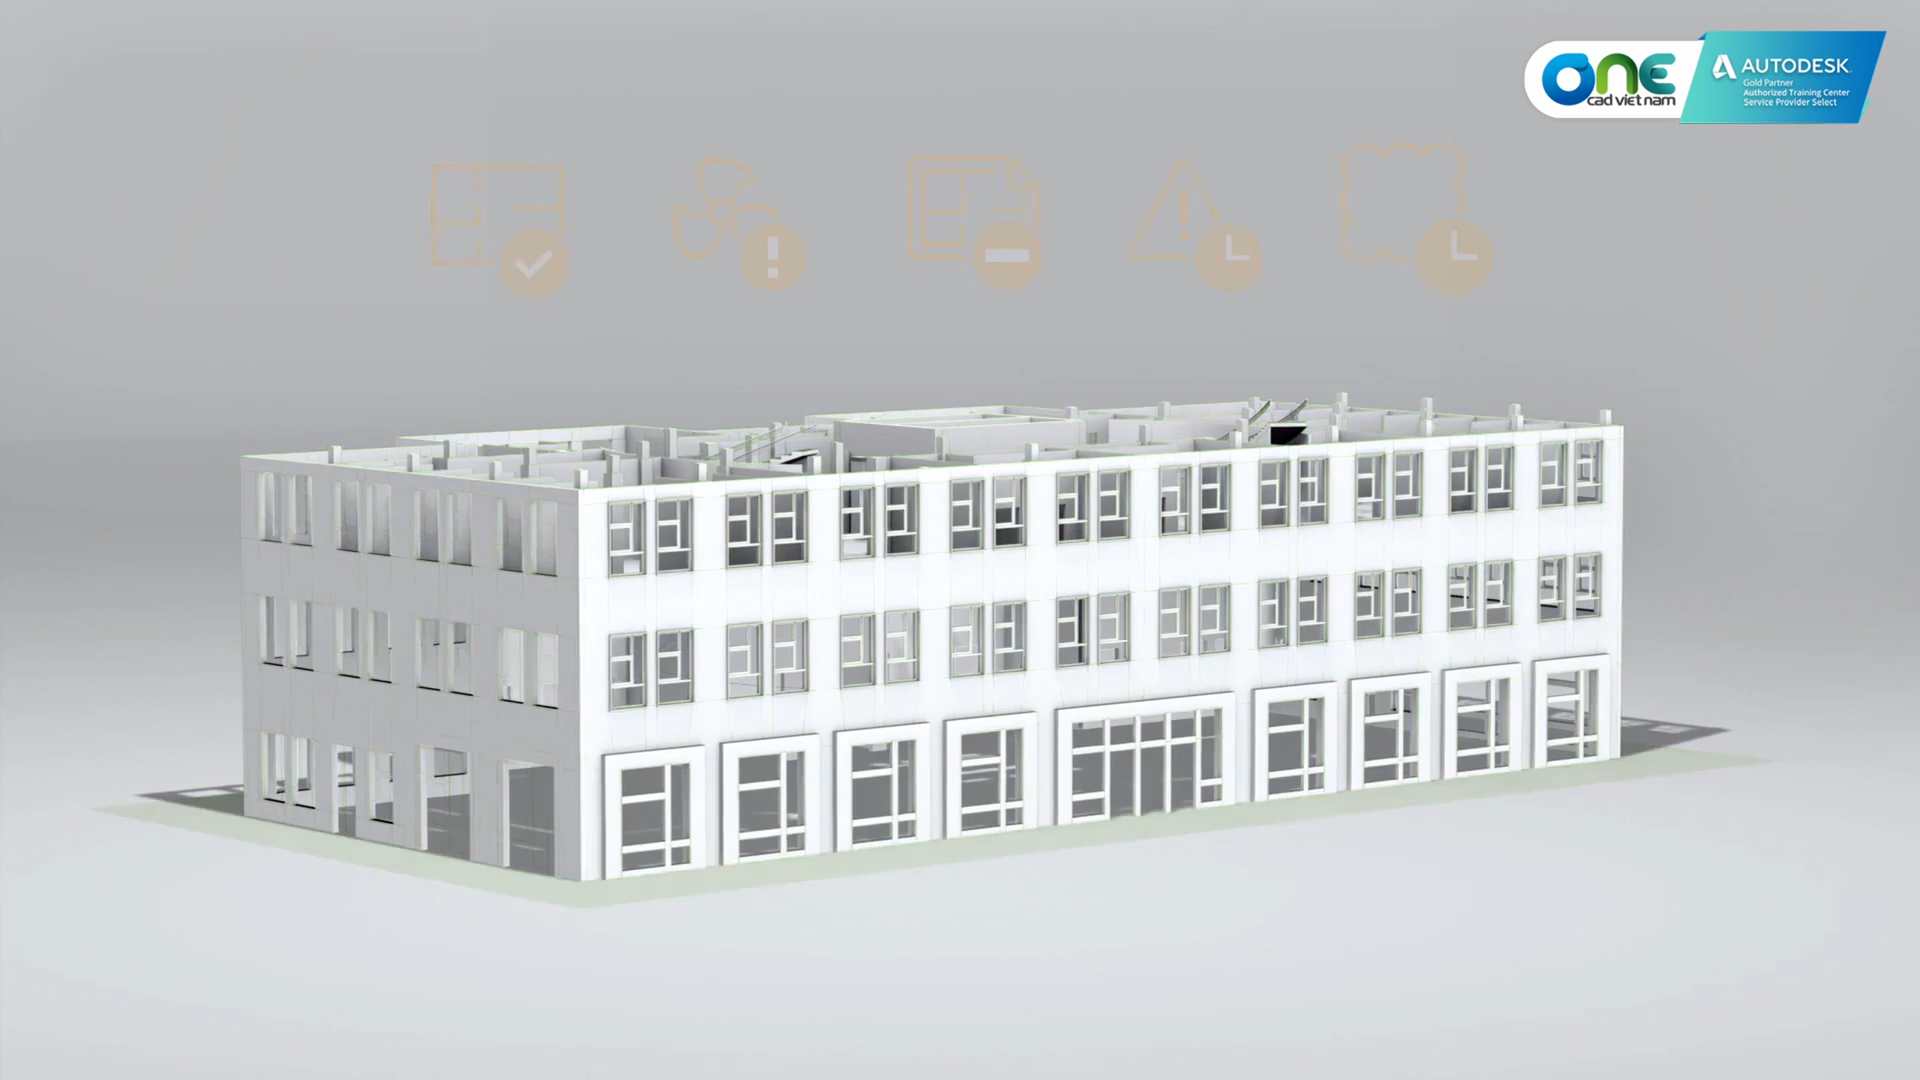 one
cad viet nam
AUTODESK
Gold Partner
Authorized Training Center
Service Provider Select